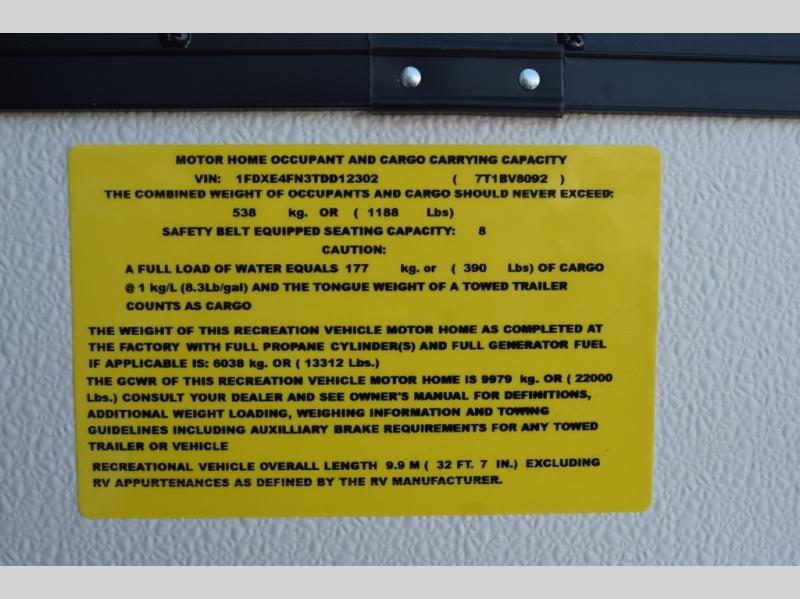 MOTOR HOME OCCUPANT AND CARGO CARRYING CAPACITY
VIN: 1FDXE4FN3TDD12302 ( 7T1BV8092 )
THE COMBINED WEIGHT OF OCCUPANTS AND CARGO SHOULD NEVER EXCEED:
538 kg. OR ( 1188 Lbs)
SAFETY BELT EQUIPPED SEATING CAPACITY: 8
CAUTION:
A FULL LOAD OF WATER EQUALS 177 kg. or ( 390 Lbs) OF CARGO
@ 1 kg/L (8.3Lb/gal) AND THE TONGUE WEIGHT OF A TOWED TRAILER
COUNTS AS CARGO
THE WEIGHT OF THIS RECREATION VEHICLE MOTOR HOME AS COMPLETED AT
THE FACTORY WITH FULL PROPANE CYLINDER(S) AND FULL GENERATOR FUEL
IF APPLICABLE IS: 6038 kg. OR ( 13312 Lbs.)
THE GCWR OF THIS RECREATION VEHICLE MOTOR HOME IS 9979 kg. OR ( 22000
Lbs.) CONSULT YOUR DEALER AND SEE OWNER'S MANUAL FOR DEFINITIONS,
ADDITIONAL WEIGHT LOADING, WEIGHING INFORMATION AND TOWING
GUIDELINES INCLUDING AUXILLIARY BRAKE REQUIREMENTS FOR ANY TOWED
TRAILER OR VEHICLE
RECREATIONAL VEHICLE OVERALL LENGTH 9.9 M ( 32 FT. 7 IN.) EXCLUDING
RV APPURTENANCES AS DEFINED BY THE RV MANUFACTURER.